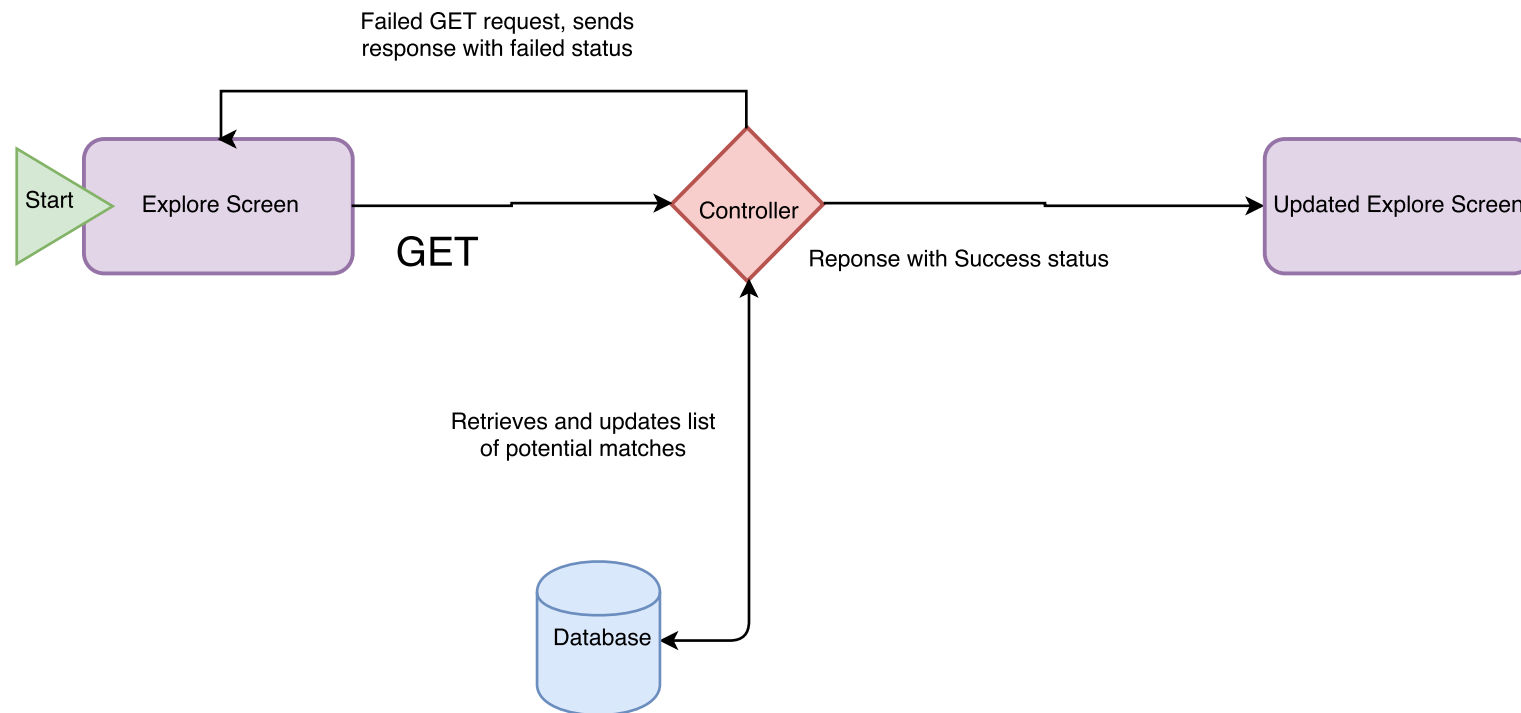 Failed GET request, sends
response with failed status
Start
Explore Screen
GET
Controller
Reponse with Success status
Updated Explore Screen
Retrieves and updates list
of potential matches
Database